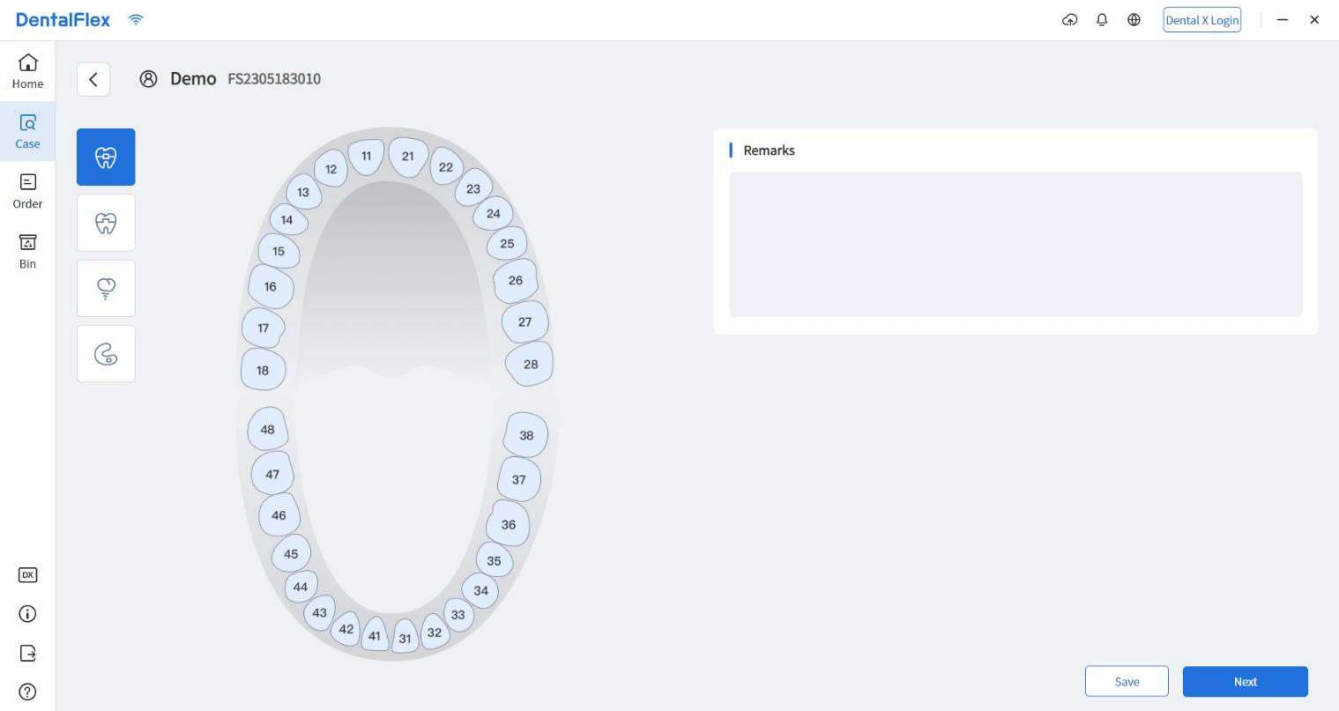 DentalFlex
Dental X Login
Home
Case
Order
Bin
DX
Demo FS2305183010
11 21
12 22
13 23
14 24
15 25
16 26
17 27
18 28
48 38
47 37
46 36
45 35
44 34
43 33
42 41 31 32
Remarks
Save Next